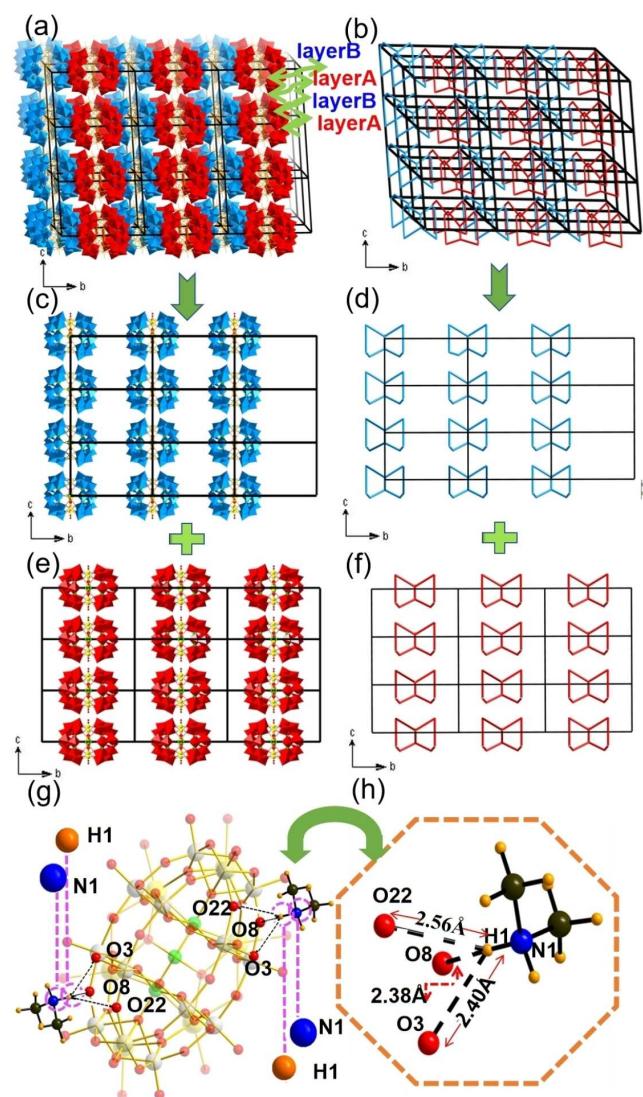 (a)
(b)
layerB
layerA
layerB
layerA
c
b
c
b
(c)
(d)
c
b
c
b
(e)
(f)
c
b
c
b
(g)
(h)
H1
N1
O22
O8
O3
O3
O8
O22
N1
H1
O22
2.56Å
H1
N1
O8
2.38Å
2.40Å
O3